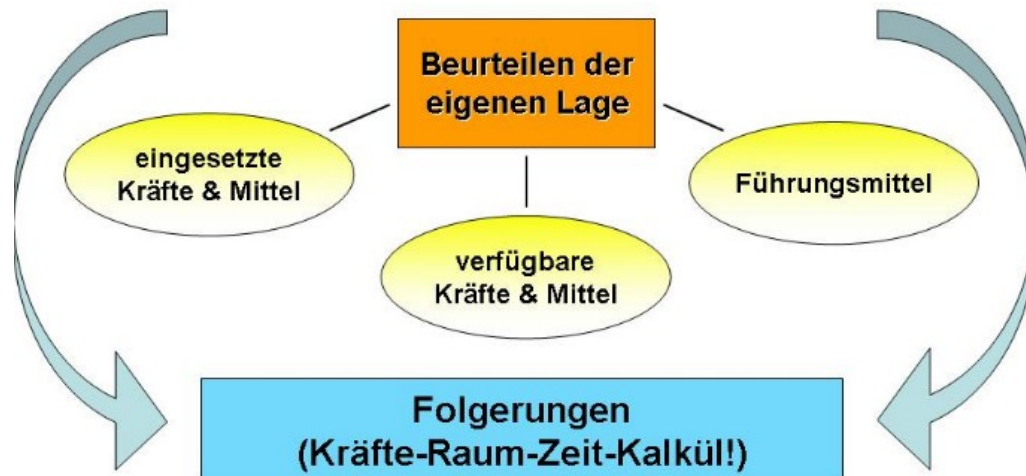 Beurteilen der
eigenen Lage
eingesetzte
Kräfte & Mittel
verfügbare
Kräfte & Mittel
Führungsmittel
Folgerungen
(Kräfte-Raum-Zeit-Kalkül!)